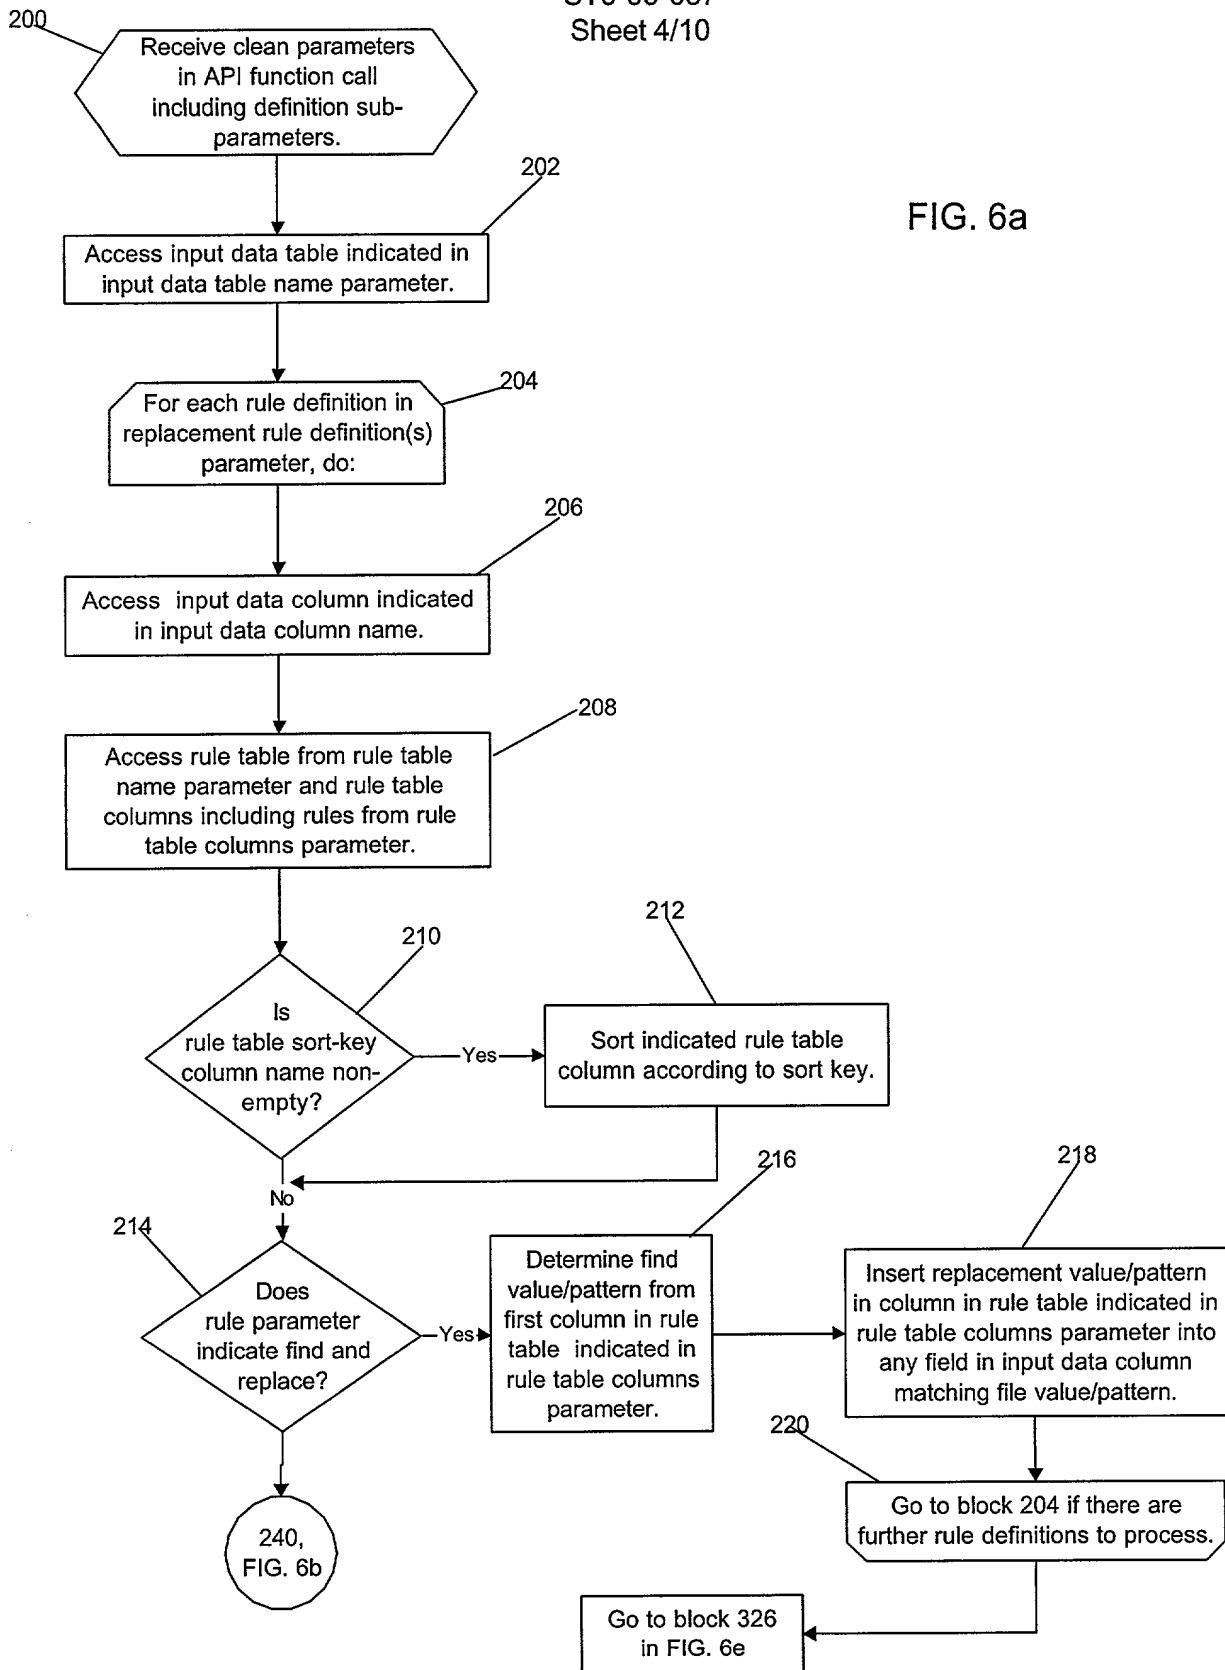 Sheet 4/10
200
Receive clean parameters
in API function call
including definition sub-
parameters.
202
FIG. 6a
Access input data table indicated in
input data table name parameter.
204
For each rule definition in
replacement rule definition(s)
parameter, do:
206
Access input data column indicated
in input data column name.
208
Access rule table from rule table
name parameter and rule table
columns including rules from rule
table columns parameter.
210
212
Is
rule table sort-key
column name non-
empty?
Yes
Sort indicated rule table
column according to sort key.
No
214
216
218
Does
rule parameter
indicate find and
replace?
Yes
Determine find
value/pattern from
first column in rule
table indicated in
rule table columns
parameter.
Insert replacement value/pattern
in column in rule table indicated in
rule table columns parameter into
any field in input data column
matching file value/pattern.
220
Go to block 204 if there are
further rule definitions to process.
240,
FIG. 6b
Go to block 326
in FIG. 6e